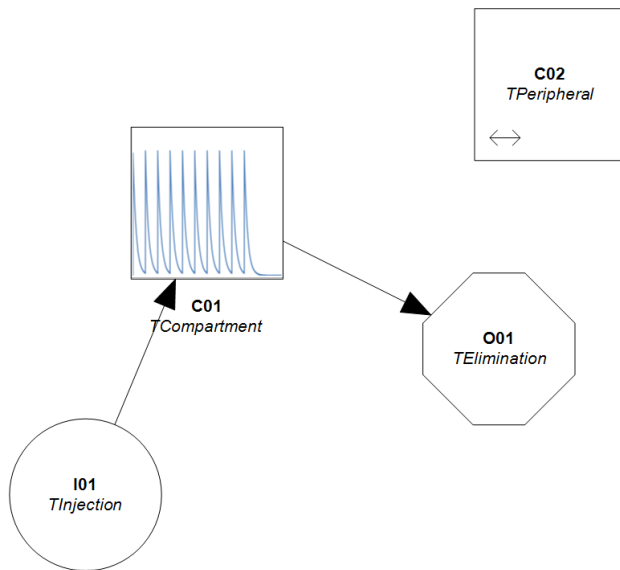 C02
TPeripheral
C01
TCompartment
O01
TElimination
I01
TInjection